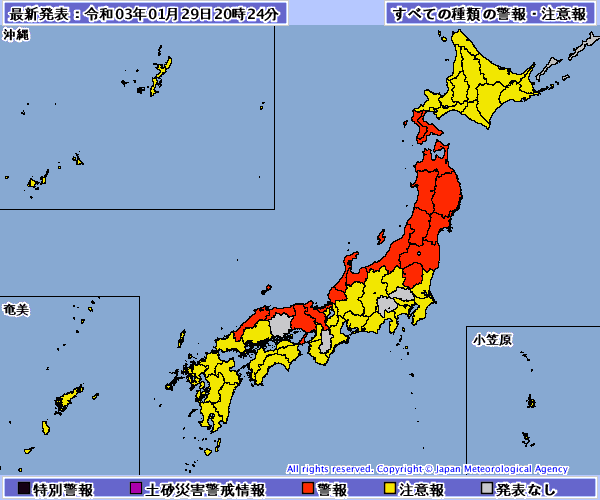 最新発表：令和03年01月29日20時24分
すべての種類の警報・注意報
沖縄
奄美
小笠原
All rights reserved. Copyright © Japan Meteorological Agency
特別警報
土砂災害警戒情報
警報
注意報
発表なし